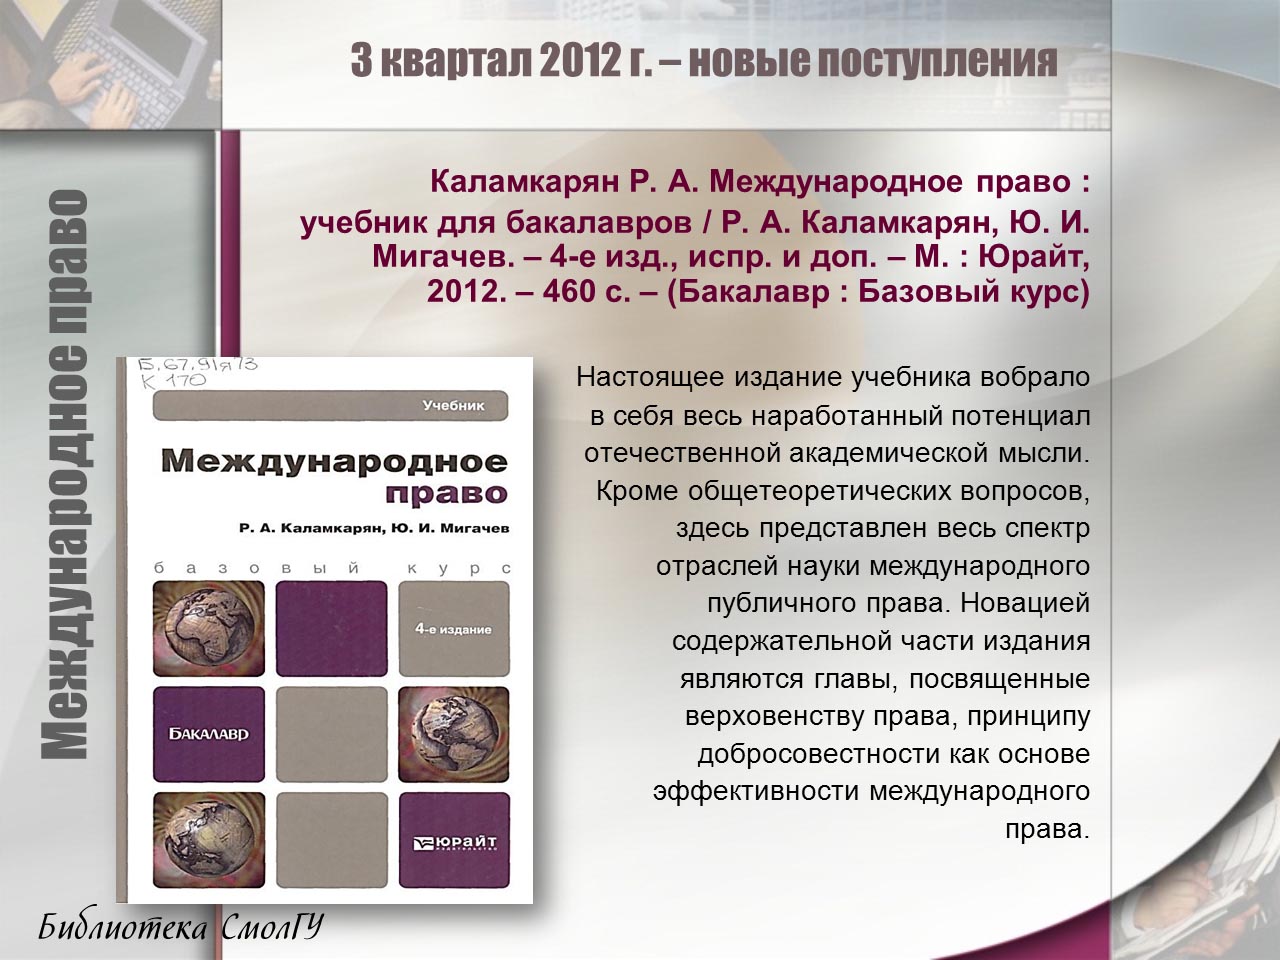 3 квартал 2012 г. – новые поступления
Международное право
Каламкарян Р. А. Международное право :
учебник для бакалавров / Р. А. Каламкарян, Ю. И.
Мигачев. – 4-е изд., испр. и доп. – М. : Юрайт,
2012. – 460 с. – (Бакалавр : Базовый курс)
Б.67.91я73
К 170
Учебник
Международное
право
Р. А. Каламкарян, Ю. И. Мигачев
базовый курс
4-е издание
Бакалавр
юрайт
издательство
Настоящее издание учебника вобрало
в себя весь наработанный потенциал
отечественной академической мысли.
Кроме общетеоретических вопросов,
здесь представлен весь спектр
отраслей науки международного
публичного права. Новацией
содержательной части издания
являются главы, посвященные
верховенству права, принципу
добросовестности как основе
эффективности международного
права.
Библиотека СмолГУ